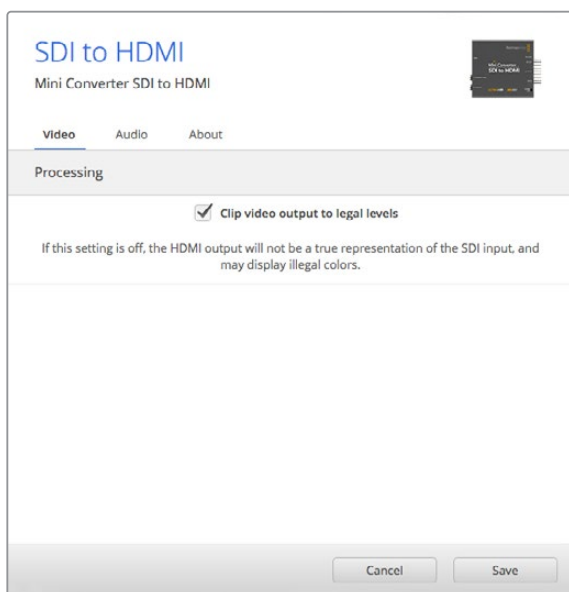 SDI to HDMI
Mini Converter SDI to HDMI
Video Audio About
Processing
Clip video output to legal levels
If this setting is off, the HDMI output will not be a true representation of the SDI input, and
may display illegal colors.
Cancel Save